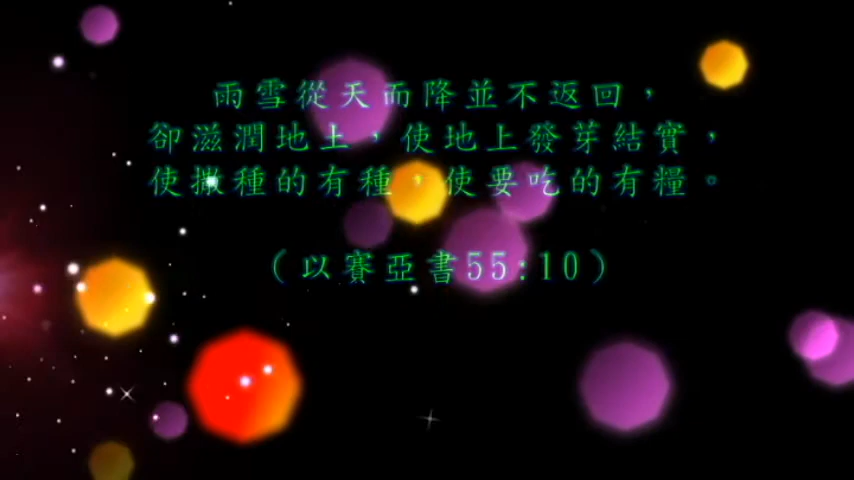 雨雪從天而降並不返回，
卻滋潤地土，使地上發芽結實，
使撒種的有種，使要吃的有糧。
（以賽亞書55:10）